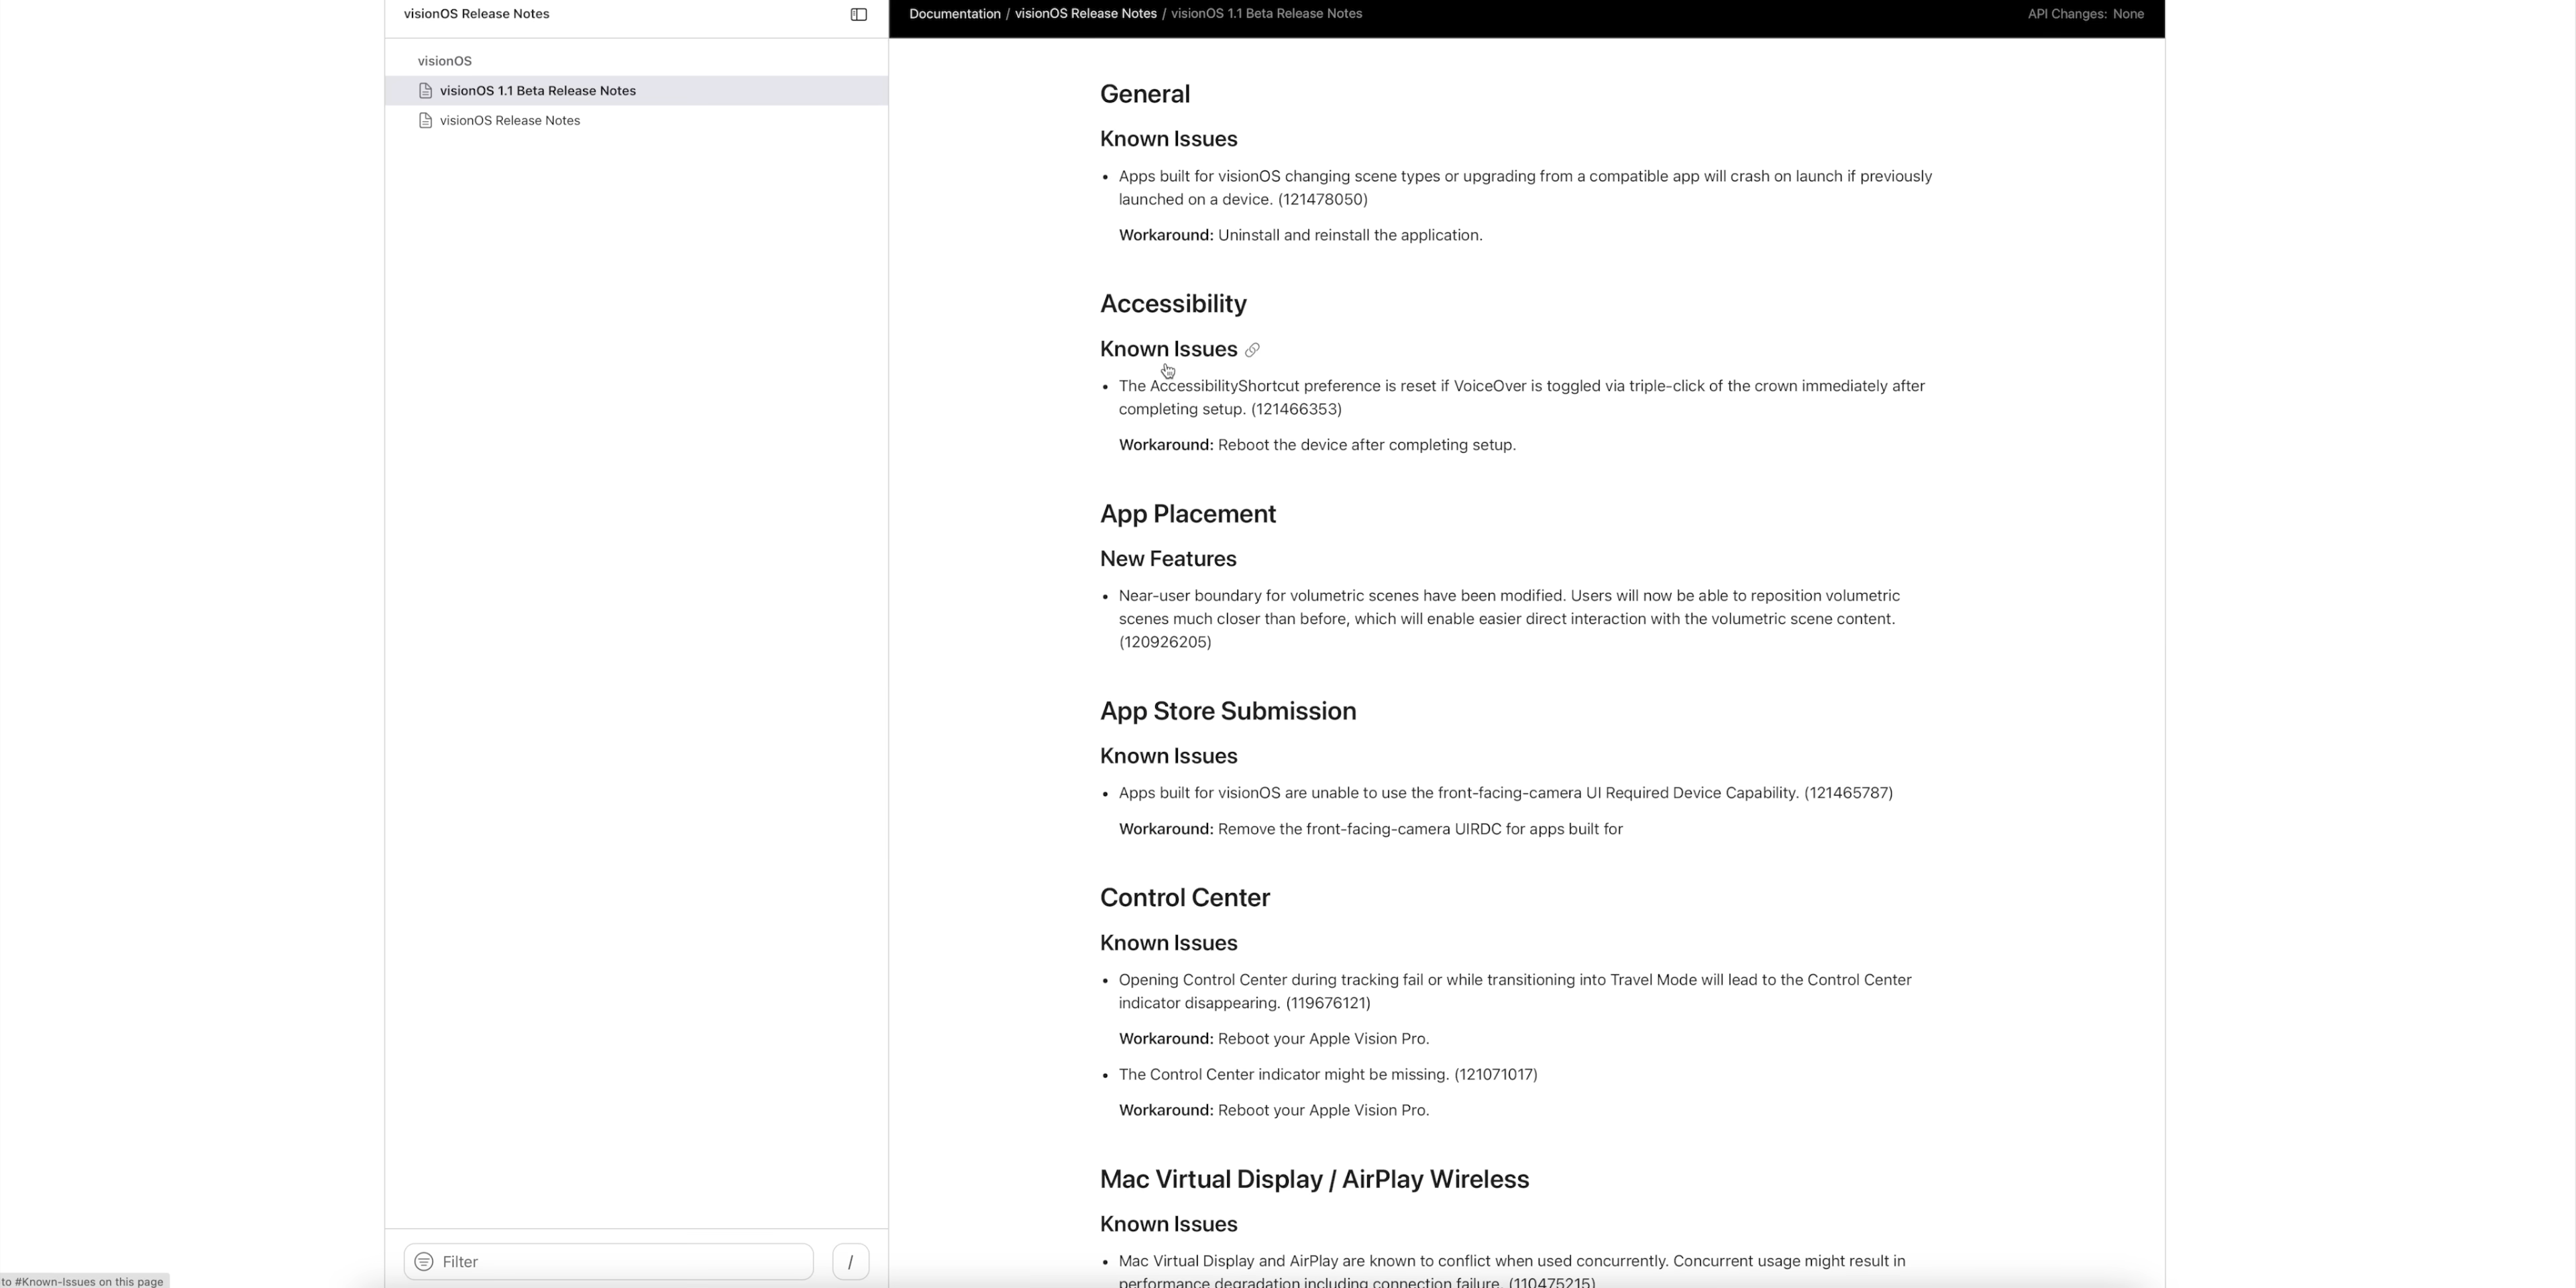 visionOS Release Notes
Documentation / visionOS Release Notes / visionOS 1.1 Beta Release Notes
API Changes: None
visionOS
visionOS 1.1 Beta Release Notes
visionOS Release Notes
General
Known Issues
• Apps built for visionOS changing scene types or upgrading from a compatible app will crash on launch if previously
launched on a device. (121478050)
Workaround: Uninstall and reinstall the application.
Accessibility
Known Issues
• The AccessibilityShortcut preference is reset if VoiceOver is toggled via triple-click of the crown immediately after
completing setup. (121466353)
Workaround: Reboot the device after completing setup.
App Placement
New Features
• Near-user boundary for volumetric scenes have been modified. Users will now be able to reposition volumetric
scenes much closer than before, which will enable easier direct interaction with the volumetric scene content.
(120926205)
App Store Submission
Known Issues
• Apps built for visionOS are unable to use the front-facing-camera UI Required Device Capability. (121465787)
Workaround: Remove the front-facing-camera UIRDC for apps built for
Control Center
Known Issues
• Opening Control Center during tracking fail or while transitioning into Travel Mode will lead to the Control Center
indicator disappearing. (119676121)
Workaround: Reboot your Apple Vision Pro.
• The Control Center indicator might be missing. (121071017)
Workaround: Reboot your Apple Vision Pro.
Mac Virtual Display / AirPlay Wireless
Known Issues
• Mac Virtual Display and AirPlay are known to conflict when used concurrently. Concurrent usage might result in
performance degradation including connection failure. (110475215)
Filter
/
to #Known-Issues on this page